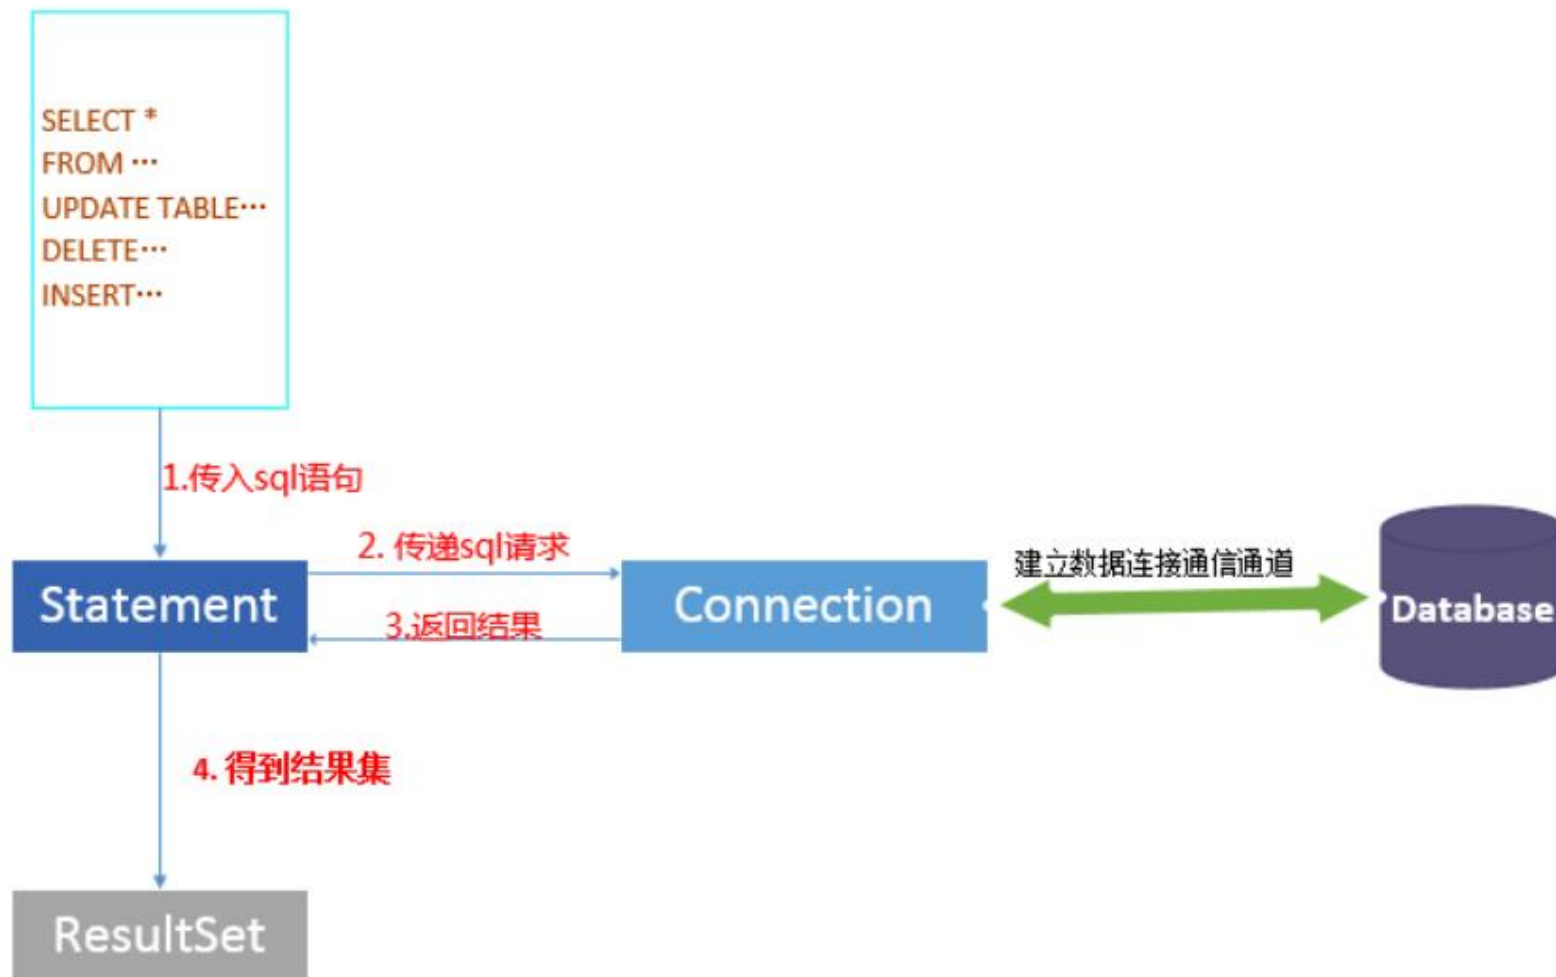 SELECT *
FROM ···
UPDATE TABLE···
DELETE···
INSERT···
1.传入sql语句
2. 传递sql请求
Statement
Connection
3.返回结果
建立数据连接通信通道
Database
4. 得到结果集
ResultSet